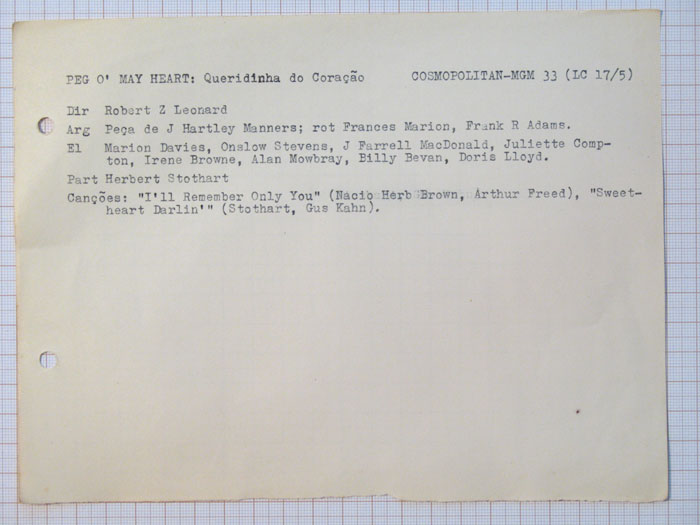 PEG O' MAY HEART: Queridinha do Coração COSMOPOLITAN-MGM 33 (LC 17/5)
Dir Robert Z Leonard
Arg Peça de J Hartley Manners; rot Frances Marion, Frank R Adams.
El Marion Davies, Onslow Stevens, J Farrell MacDonald, Juliette Comp-
ton, Irene Browne, Alan Mowbray, Billy Bevan, Doris Lloyd.
Part Herbert Stothart
Canções: "I'll Remember Only You" (Nacib Herb Brown, Arthur Freed), "Sweet-
heart Darlin'" (Stothart, Gus Kahn).